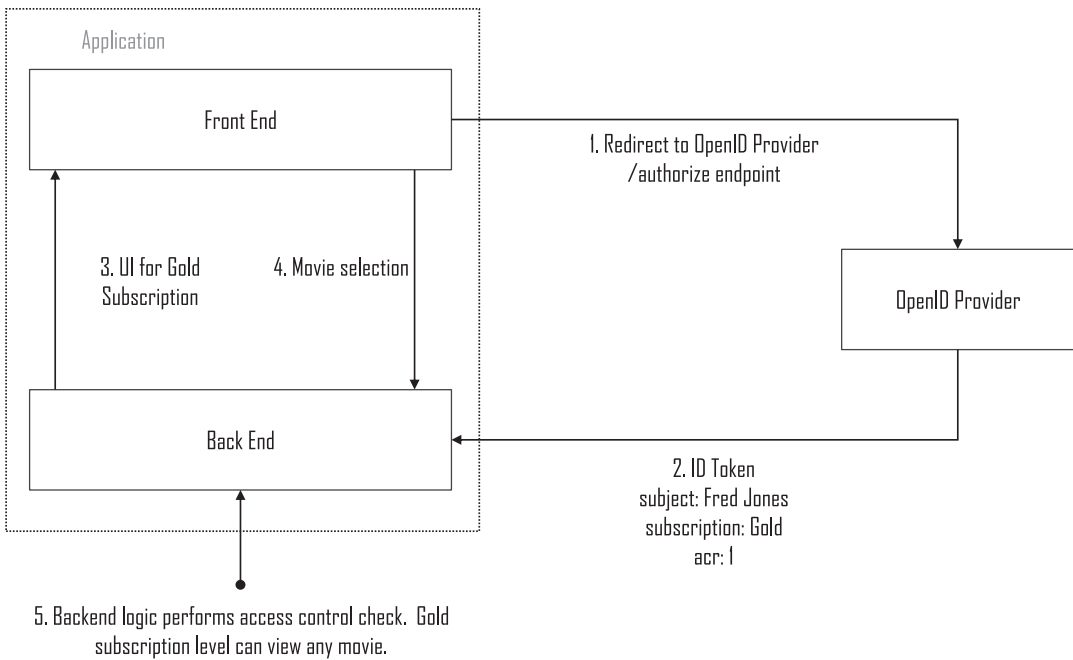 Application
Front End
1. Redirect to OpenID Provider
/authorize endpoint
3. UI for Gold
Subscription
4. Movie selection
OpenID Provider
Back End
2. ID Token
subject: Fred Jones
subscription: Gold
acr: 1
5. Backend logic performs access control check. Gold
subscription level can view any movie.